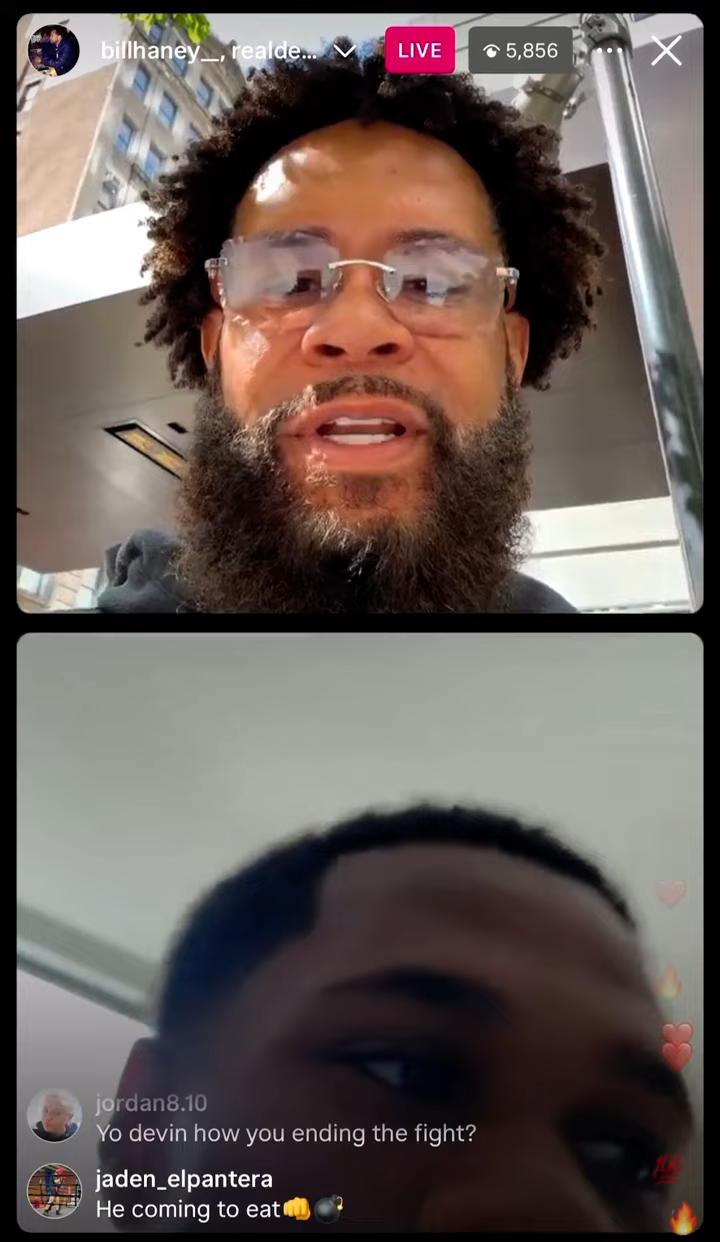 billhaney__, realde...
LIVE
5,856
jordan8.10
Yo devin how you ending the fight?
jaden_elpantera
He coming to eat👊💣
💯